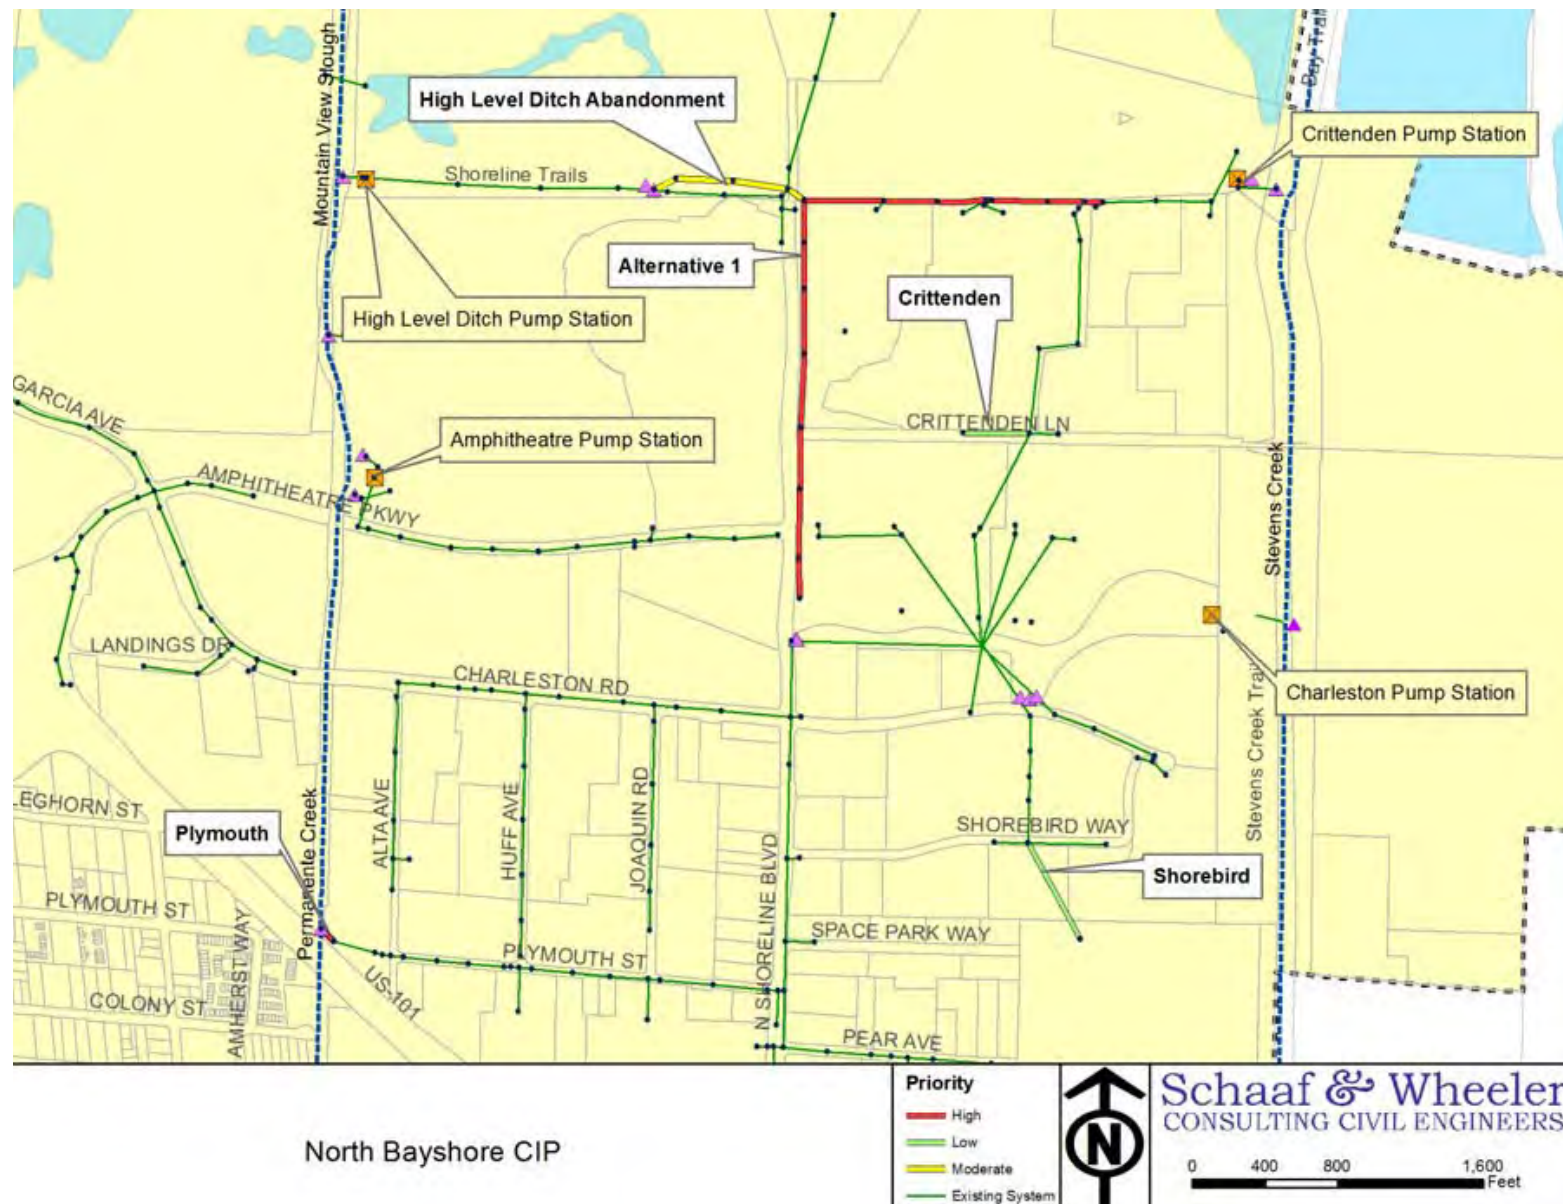 Mountain View Slough
Bay Trail
High Level Ditch Abandonment
Crittenden Pump Station
Shoreline Trails
Alternative 1
Crittenden
High Level Ditch Pump Station
GARCIA AVE
CRITTENDEN LN
Amphitheatre Pump Station
AMPHITHEATRE PKWY
Stevens Creek
LANDINGS DR
CHARLESTON RD
Charleston Pump Station
Stevens Creek Trail
LEGHORN ST
Plymouth
Permanente Creek
ALTA AVE
HUFF AVE
JOAQUIN RD
N SHORELINE BLVD
SHOREBIRD WAY
Shorebird
PLYMOUTH ST
AMHERST WAY
SPACE PARK WAY
PLYMOUTH ST
US-101
COLONY ST
PEAR AVE
North Bayshore CIP
Priority
High
Low
Moderate
Existing System
N
Schaaf & Wheeler
CONSULTING CIVIL ENGINEERS
0 400 800 1,600
Feet